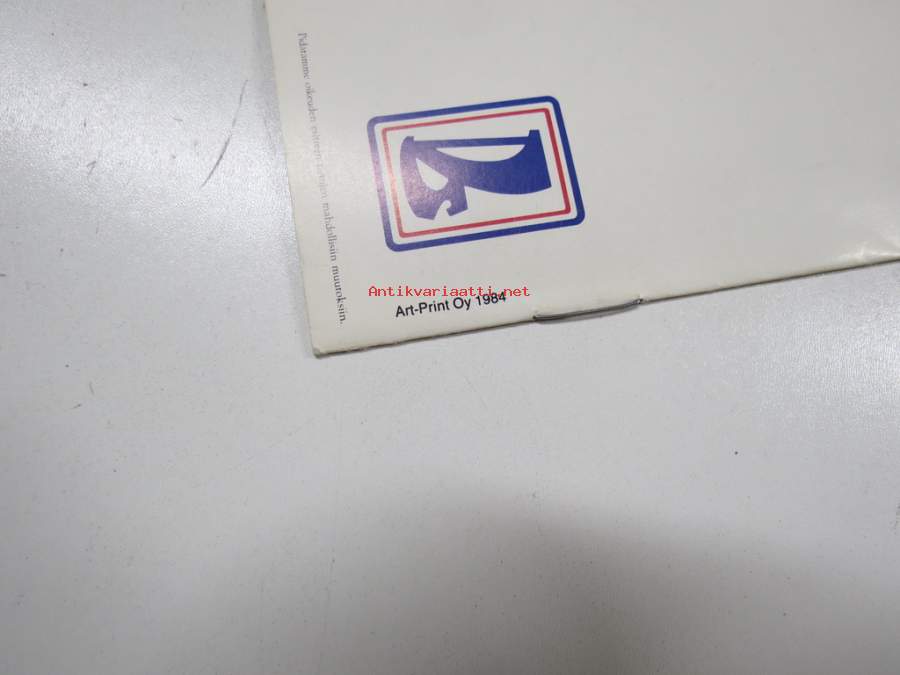 Pidätämme oikeuden esitteen tietojen mahdollisiin muutoksiin.
Antikvariaatti.net
Art-Print Oy 1984